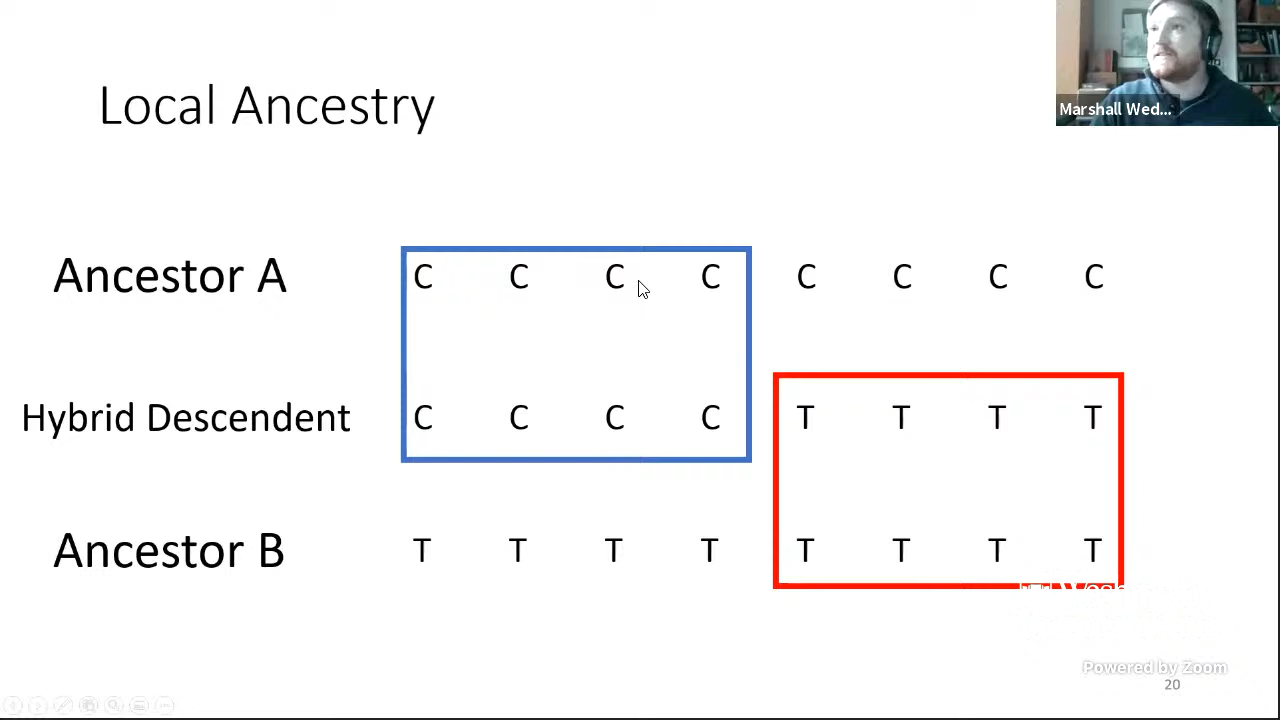 Marshall Wed...
Local Ancestry
Ancestor A C C C C C C C C
Hybrid Descendent C C C C T T T T
Ancestor B T T T T T T T T
Powered by Zoom
20